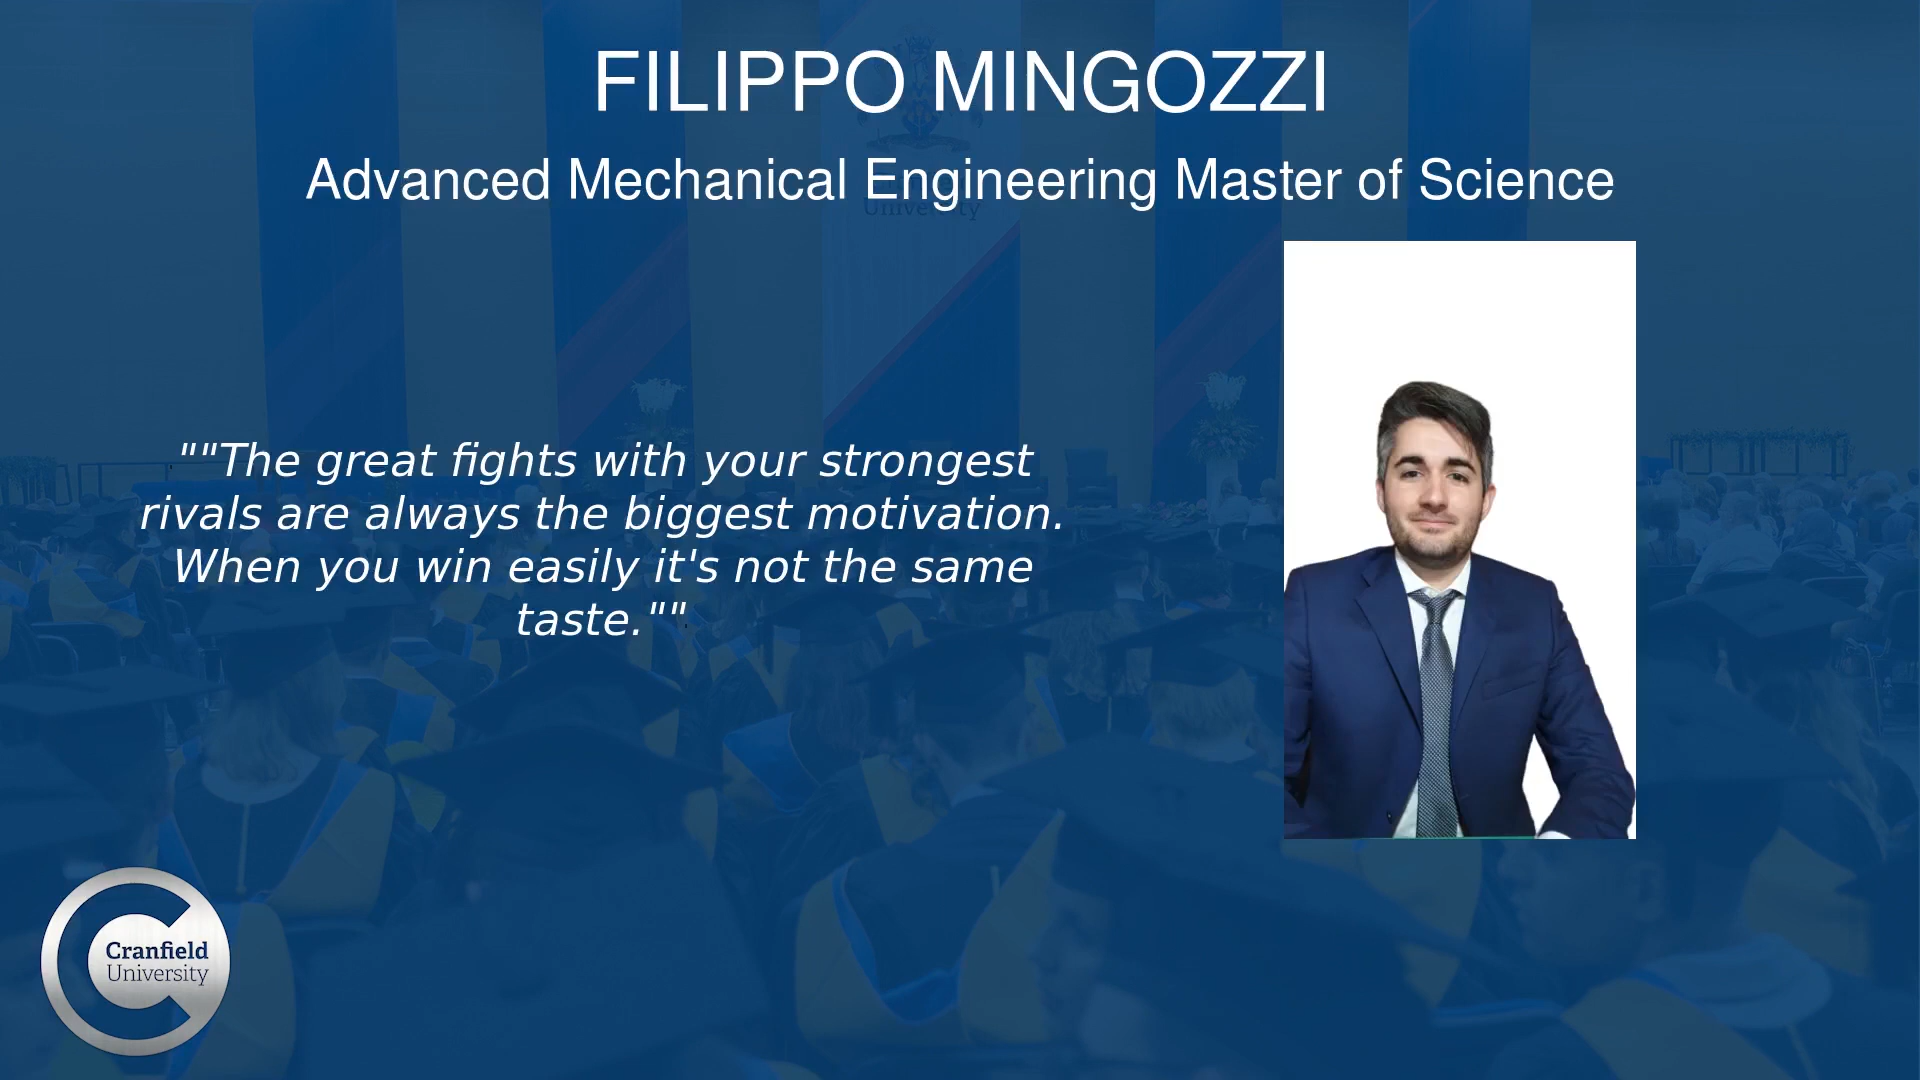 FILIPPO MINGOZZI
Advanced Mechanical Engineering Master of Science
University
""The great fights with your strongest
rivals are always the biggest motivation.
When you win easily it's not the same
taste.""
Cranfield
University